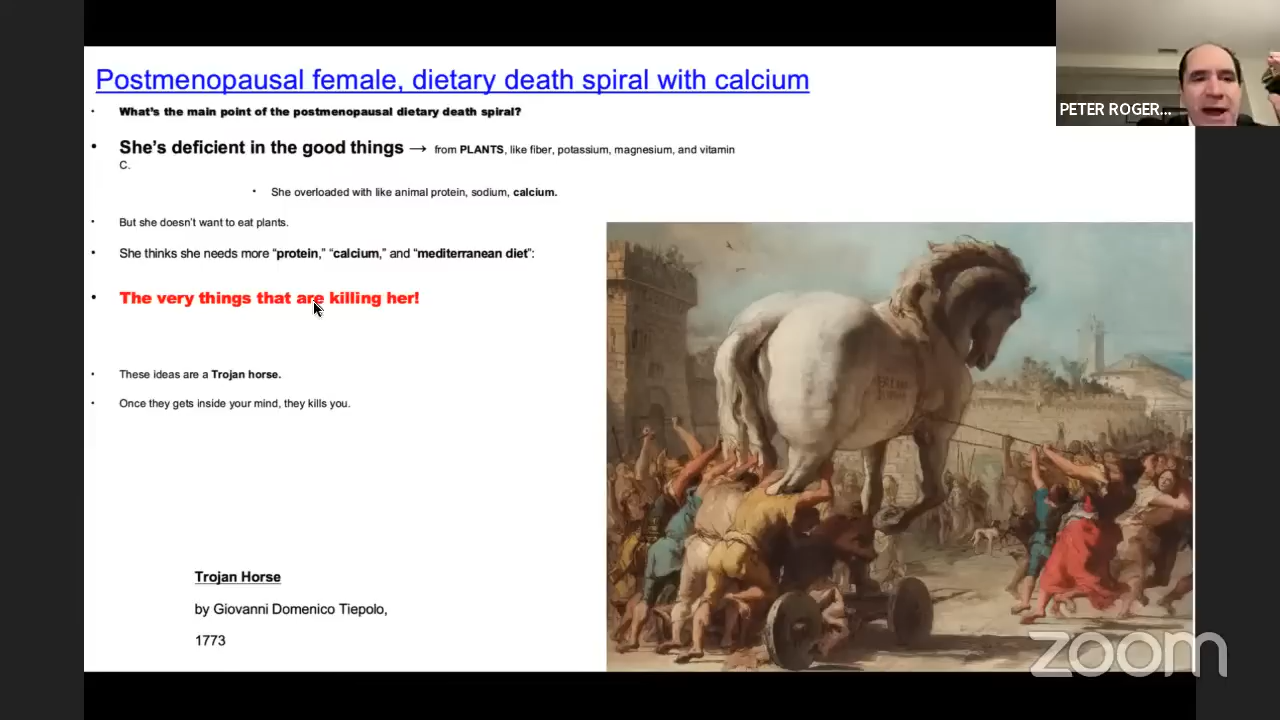 Postmenopausal female, dietary death spiral with calcium
PETER ROGER...
• What's the main point of the postmenopausal dietary death spiral?
• She's deficient in the good things → from PLANTS, like fiber, potassium, magnesium, and vitamin
C.
• She overloaded with like animal protein, sodium, calcium.
• But she doesn't want to eat plants.
• She thinks she needs more “protein,” “calcium,” and “mediterranean diet”:
• The very things that are killing her!
• These ideas are a Trojan horse.
• Once they gets inside your mind, they kills you.
Trojan Horse
by Giovanni Domenico Tiepolo,
1773
zoom